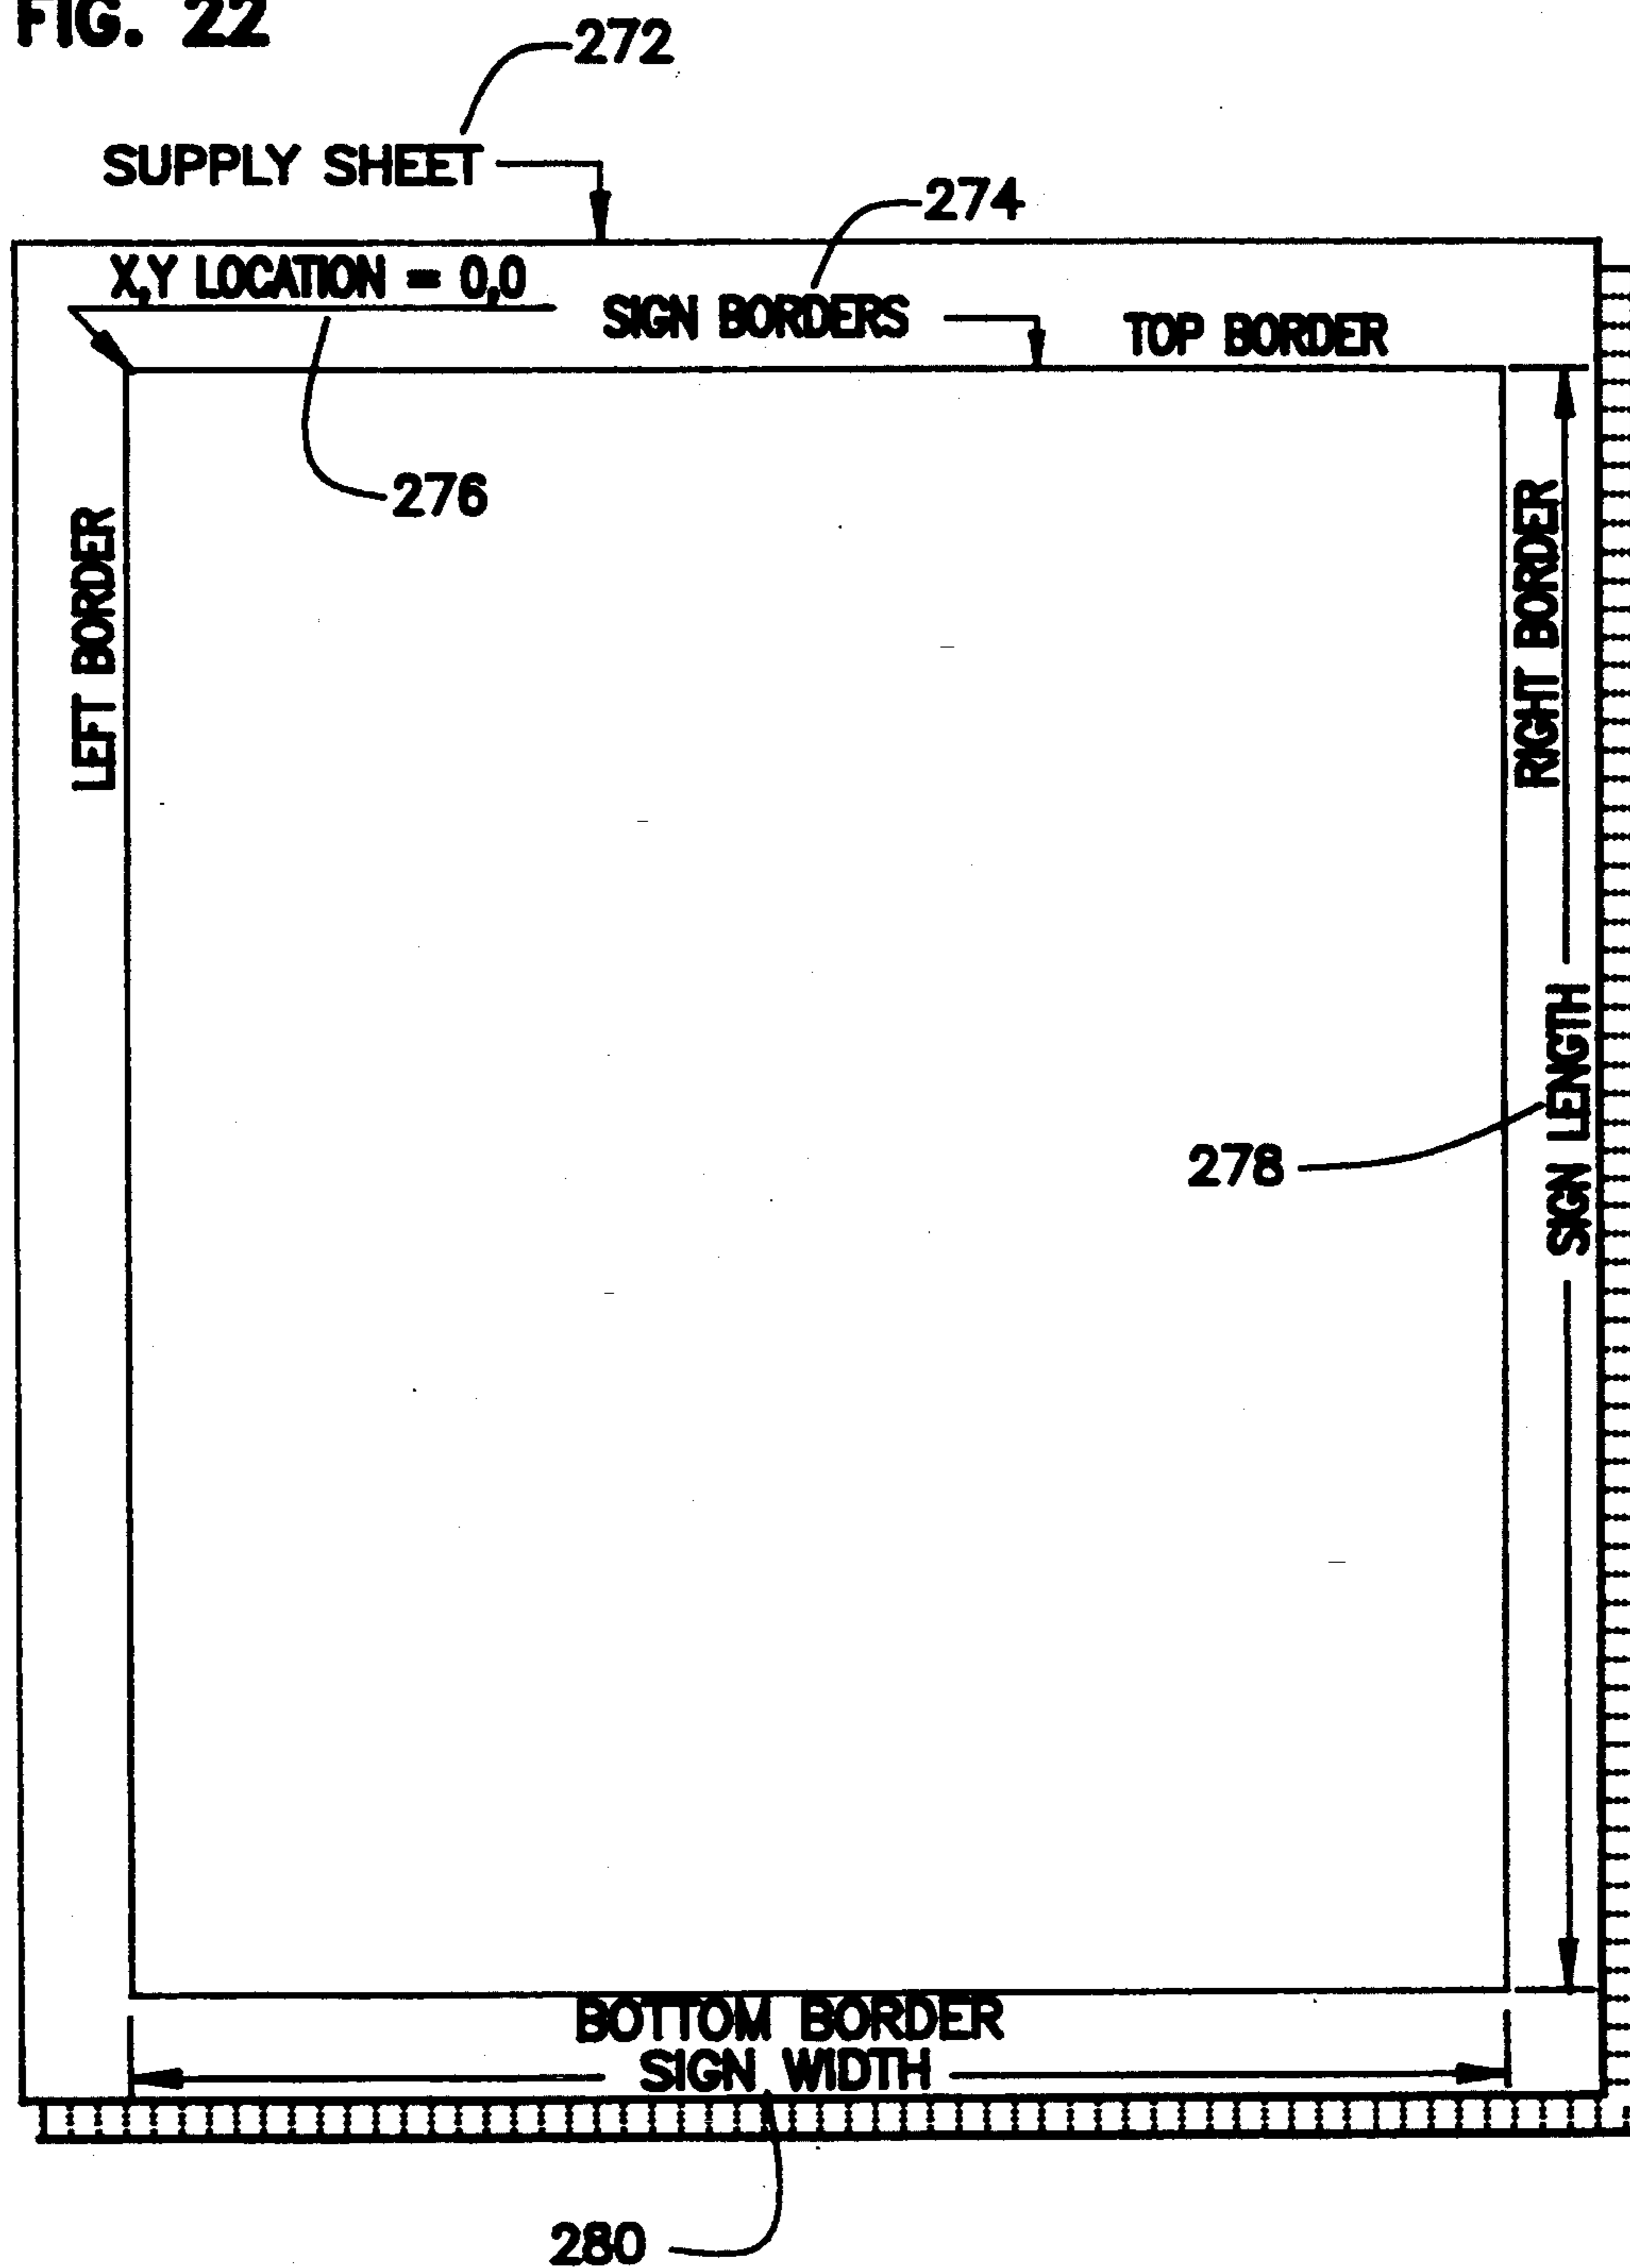 FIG. 22
272
SUPPLY SHEET
274
X,Y LOCATION = 0,0
SIGN BORDERS
TOP BORDER
276
LEFT BORDER
RIGHT BORDER
SIGN LENGTH
278
BOTTOM BORDER
SIGN WIDTH
280